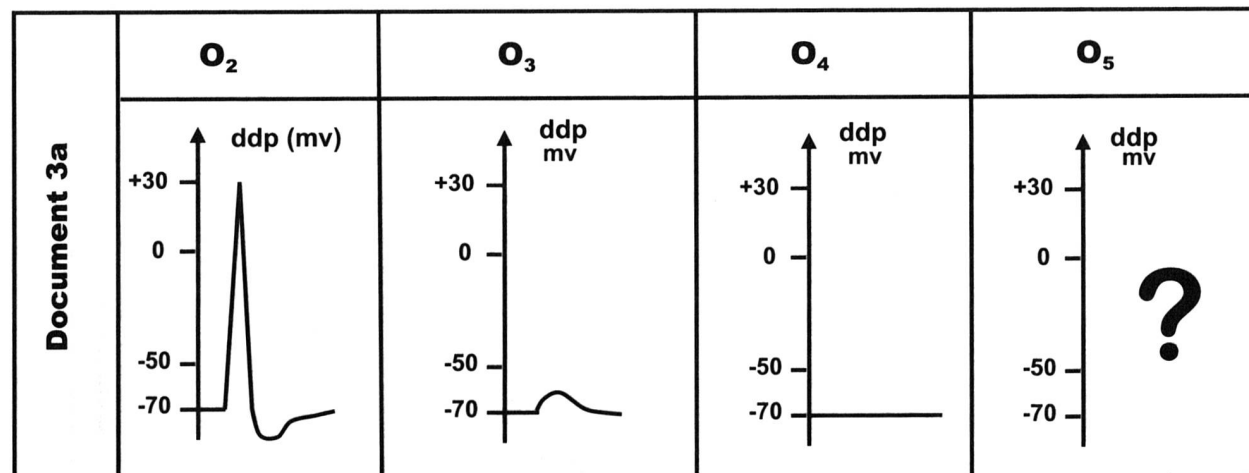 Document 3a
O₂
O₃
O₄
O₅
ddp (mv)
+30
0
-50
-70
ddp
mv
+30
0
-50
-70
ddp
mv
+30
0
-50
-70
ddp
mv
+30
0
-50
-70
?